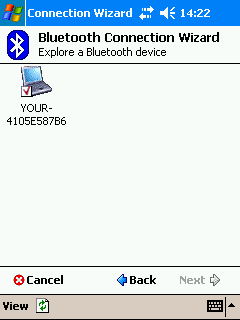 Connection Wizard 14:22
Bluetooth Connection Wizard
Explore a Bluetooth device
YOUR-
4105E587B6
Cancel Back Next
View